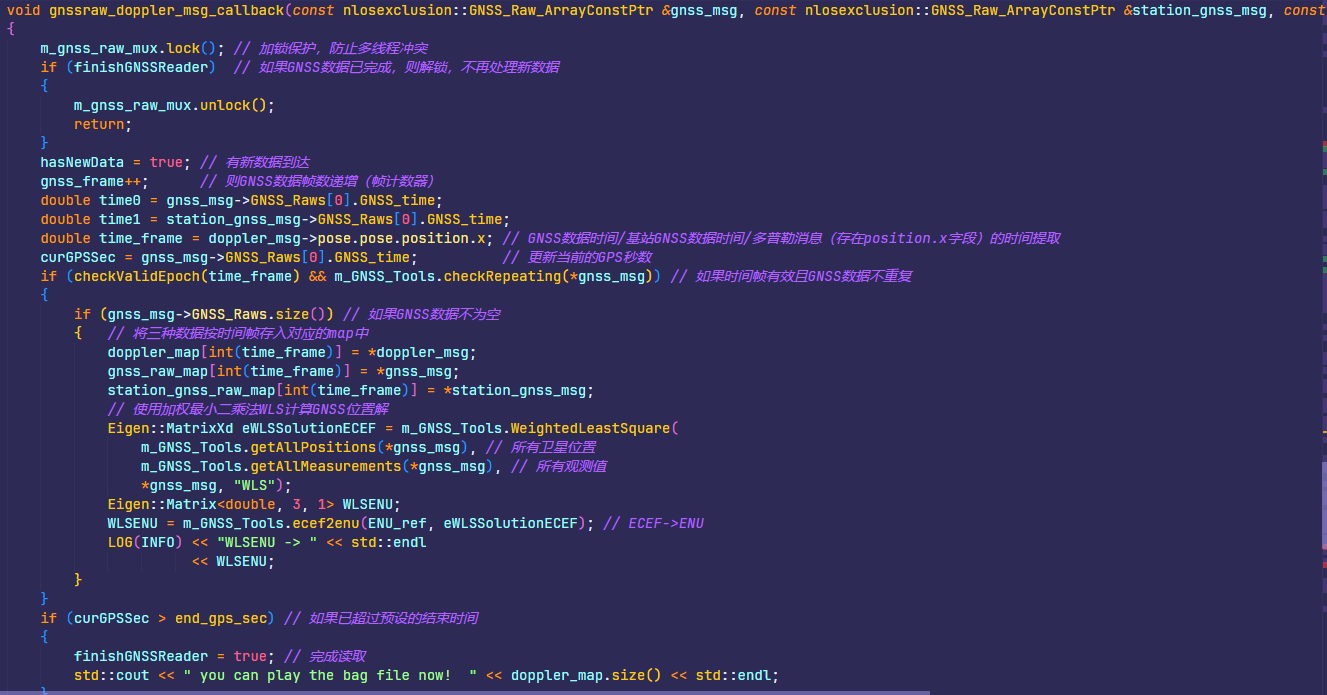 void gnssraw_doppler_msg_callback(const nlosexclusion::GNSS_Raw_ArrayConstPtr &gnss_msg, const nlosexclusion::GNSS_Raw_ArrayConstPtr &station_gnss_msg, const
{
    m_gnss_raw_mux.lock(); // 加锁保护，防止多线程冲突
    if (finishGNSSReader)  // 如果GNSS数据已完成，则解锁，不再处理新数据
    {
        m_gnss_raw_mux.unlock();
        return;
    }
    hasNewData = true; // 有新数据到达
    gnss_frame++;      // 则GNSS数据帧数递增（帧计数器）
    double time0 = gnss_msg->GNSS_Raws[0].GNSS_time;
    double time1 = station_gnss_msg->GNSS_Raws[0].GNSS_time;
    double time_frame = doppler_msg->pose.pose.position.x; // GNSS数据时间/基站GNSS数据时间/多普勒消息（存在position.x字段）的时间提取
    curGPSSec = gnss_msg->GNSS_Raws[0].GNSS_time;          // 更新当前的GPS秒数
    if (checkValidEpoch(time_frame) && m_GNSS_Tools.checkRepeating(*gnss_msg)) // 如果时间帧有效且GNSS数据不重复
    {
        if (gnss_msg->GNSS_Raws.size()) // 如果GNSS数据不为空
        {   // 将三种数据按时间帧存入对应的map中
            doppler_map[int(time_frame)] = *doppler_msg;
            gnss_raw_map[int(time_frame)] = *gnss_msg;
            station_gnss_raw_map[int(time_frame)] = *station_gnss_msg;
            // 使用加权最小二乘法WLS计算GNSS位置解
            Eigen::MatrixXd eWLSSolutionECEF = m_GNSS_Tools.WeightedLeastSquare(
                m_GNSS_Tools.getAllPositions(*gnss_msg), // 所有卫星位置
                m_GNSS_Tools.getAllMeasurements(*gnss_msg), // 所有观测值
                *gnss_msg, "WLS");
            Eigen::Matrix<double, 3, 1> WLSENU;
            WLSENU = m_GNSS_Tools.ecef2enu(ENU_ref, eWLSSolutionECEF); // ECEF->ENU
            LOG(INFO) << "WLSENU -> " << std::endl
                      << WLSENU;
        }
    }
    if (curGPSSec > end_gps_sec) // 如果已超过预设的结束时间
    {
        finishGNSSReader = true; // 完成读取
        std::cout << " you can play the bag file now!  " << doppler_map.size() << std::endl;
    }